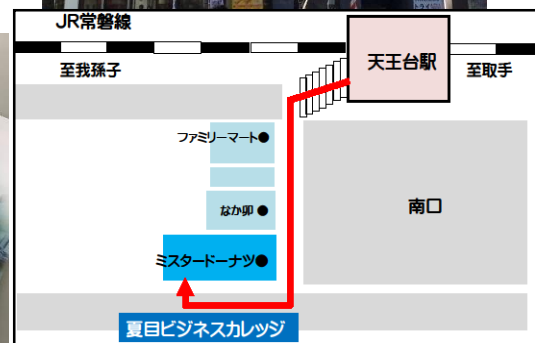 JR常磐線
天王台駅
至我孫子
至取手
ファミリーマート●
なか卯●
南口
ミスタードーナツ●
夏目ビジネスカレッジ